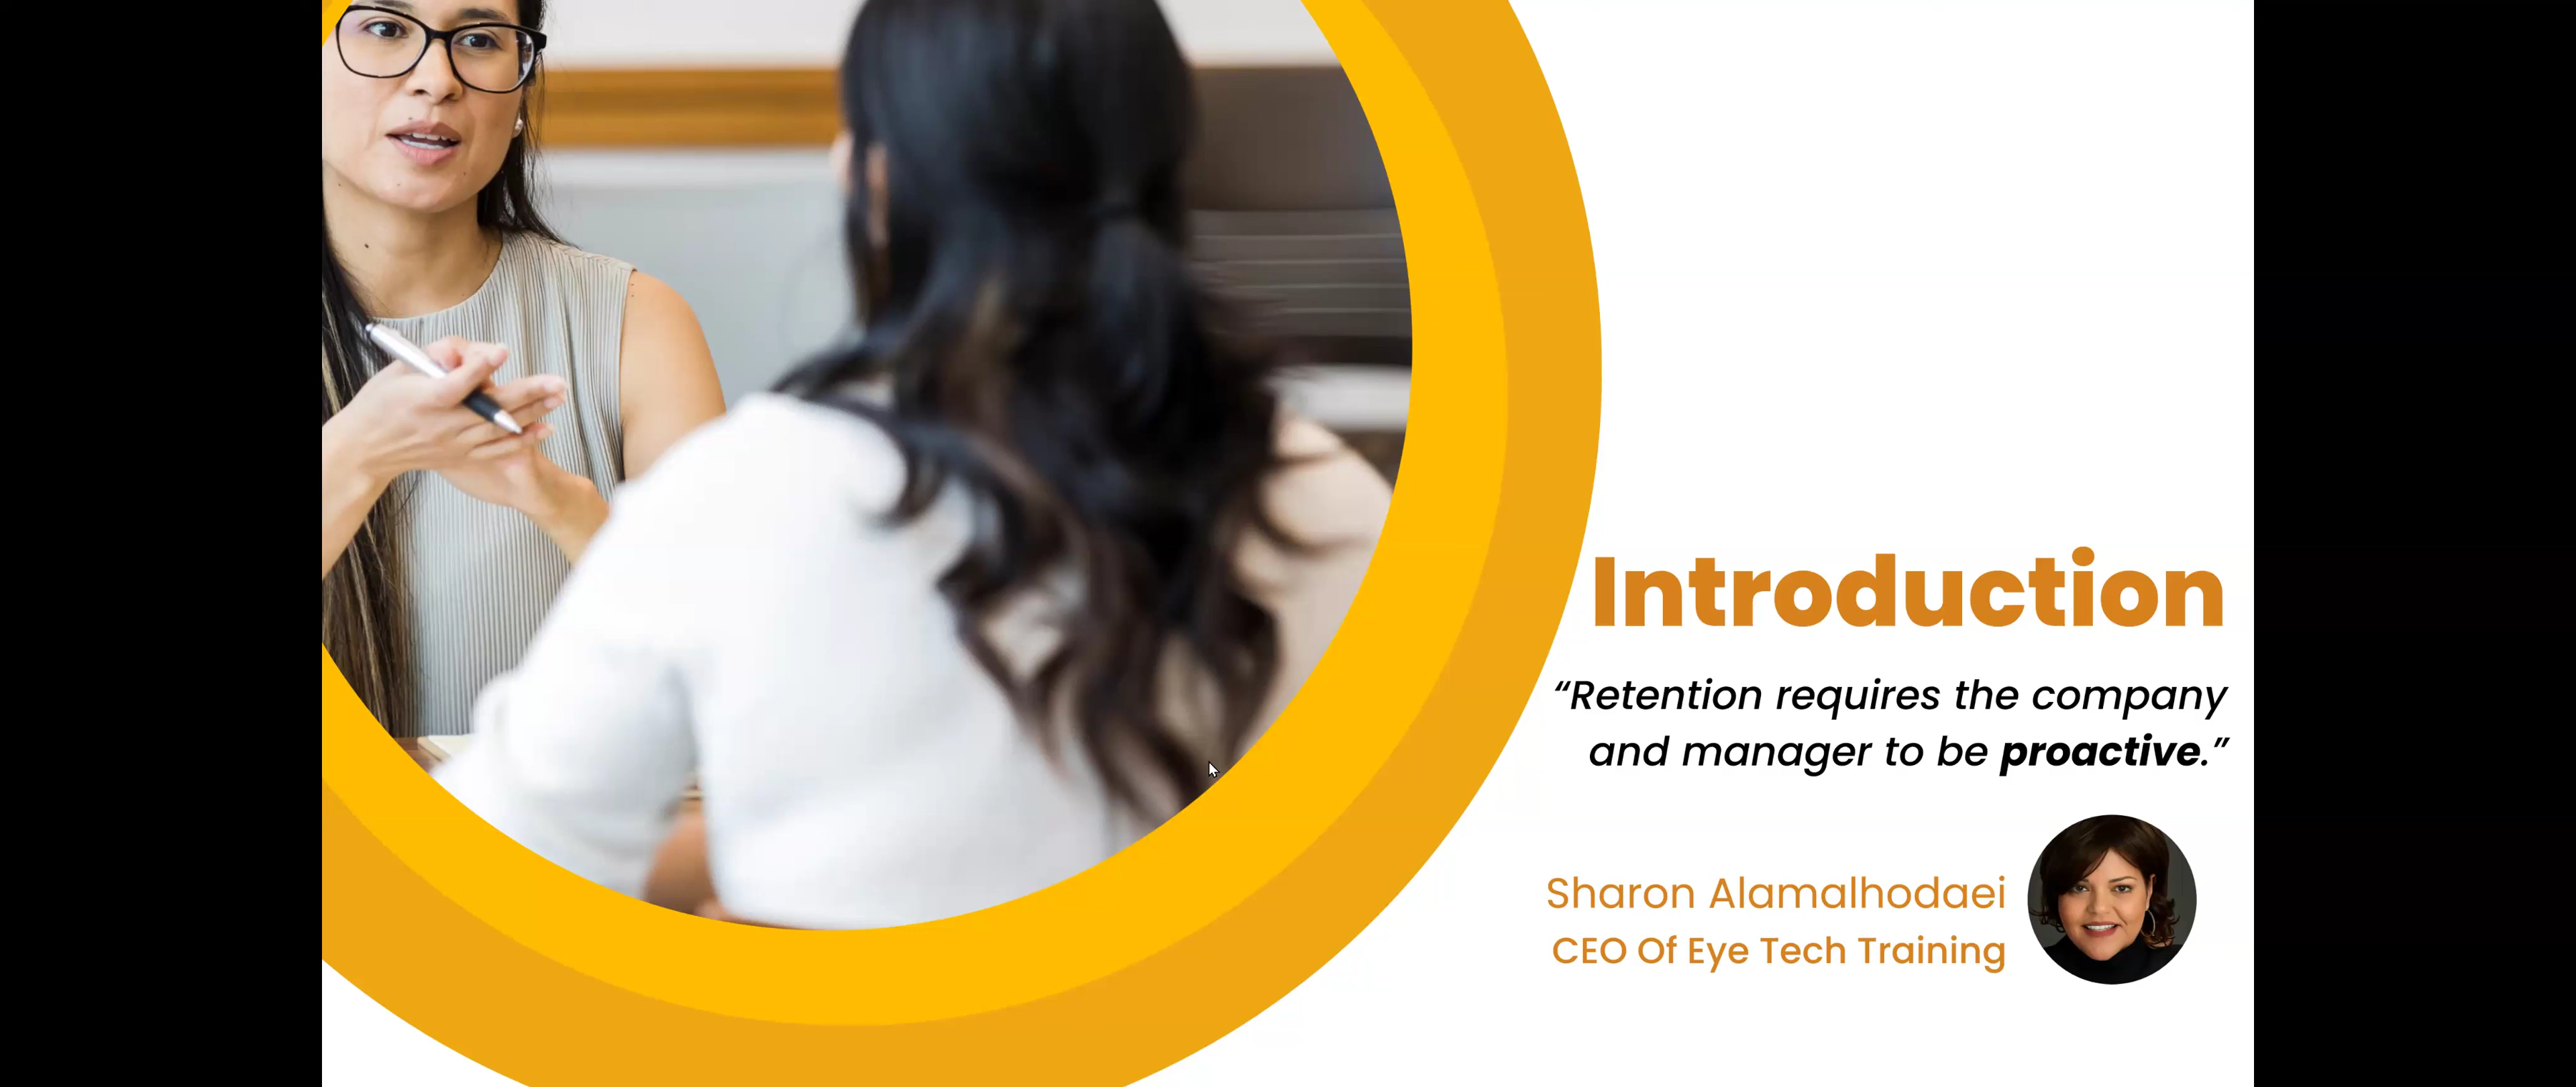 Introduction
“Retention requires the company
and manager to be proactive.”
Sharon Alamalhodaei
CEO Of Eye Tech Training